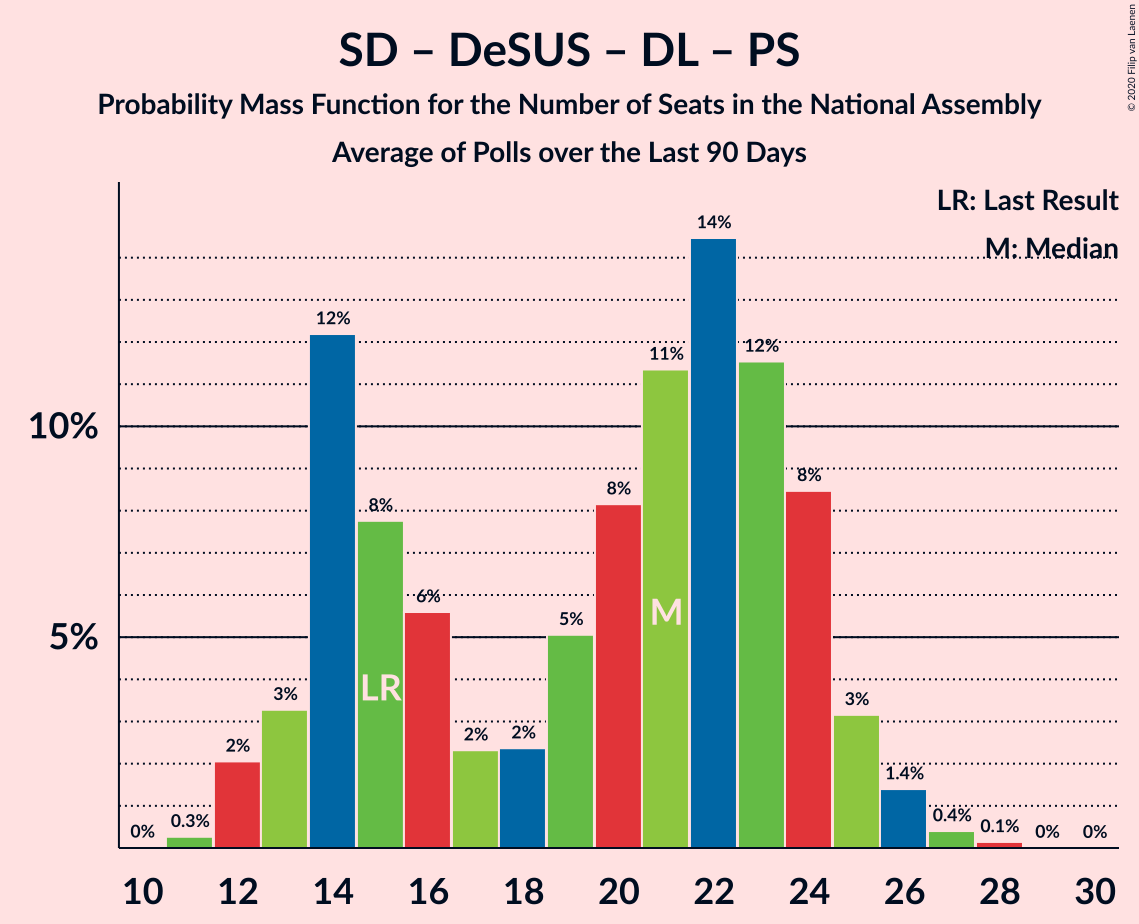 SD – DeSUS – DL – PS
Probability Mass Function for the Number of Seats in the National Assembly
Average of Polls over the Last 90 Days
© 2020 Filip van Laenen
LR: Last Result
M: Median
14%
12%
12%
11%
10%
8%
8%
8%
6%
M
5%
5%
LR
3%
3%
2%
2%
2%
1.4%
0%
0.3%
0.4%
0.1%
0%
0%
10 12 14 16 18 20 22 24 26 28 30